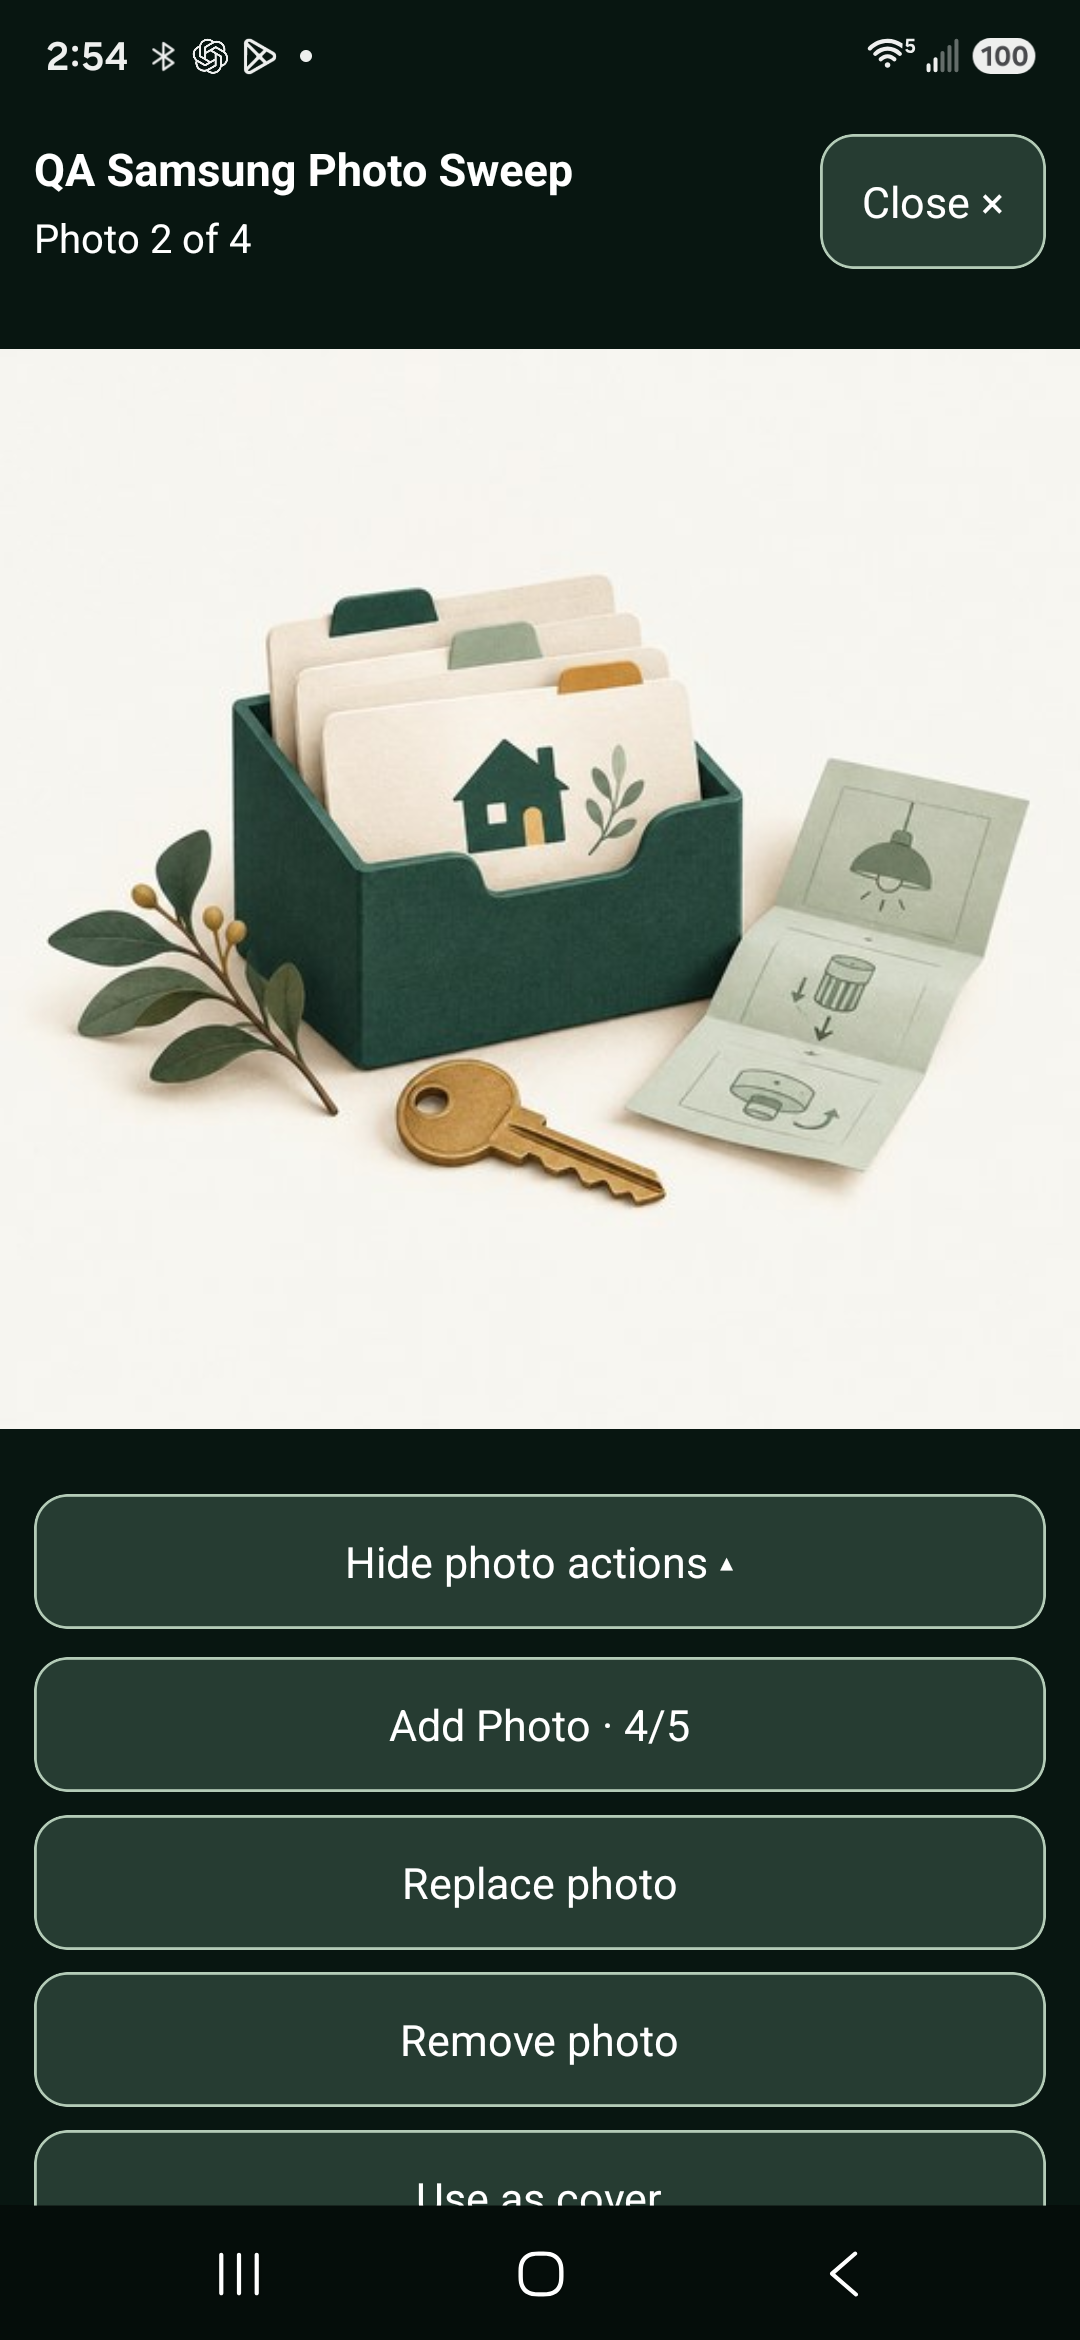 2:54
5
100
QA Samsung Photo Sweep
Photo 2 of 4
Close ×
Hide photo actions ▴
Add Photo · 4/5
Replace photo
Remove photo
Use as cover